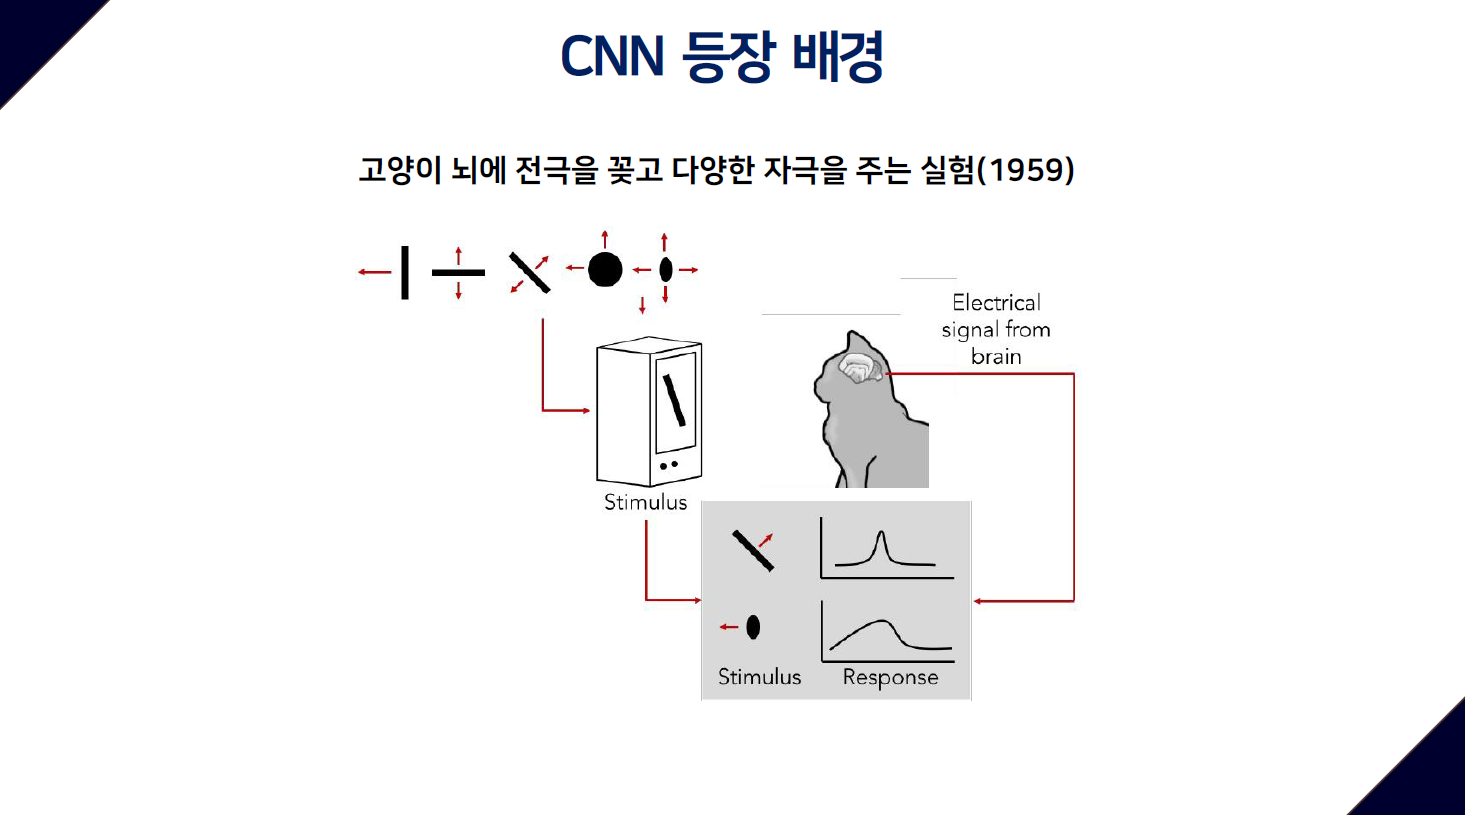 CNN 등장 배경
고양이 뇌에 전극을 꽂고 다양한 자극을 주는 실험(1959)
Electrical
signal from
brain
Stimulus
Stimulus
Response